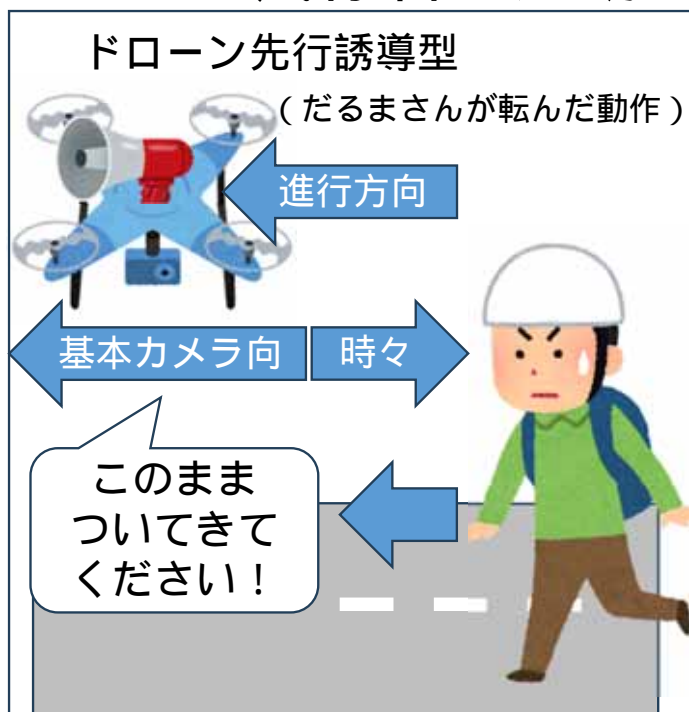 ドローン先行誘導型
(だるまさんが転んだ動作)
進行方向
基本カメラ向
時々
このまま
ついてきて
ください！